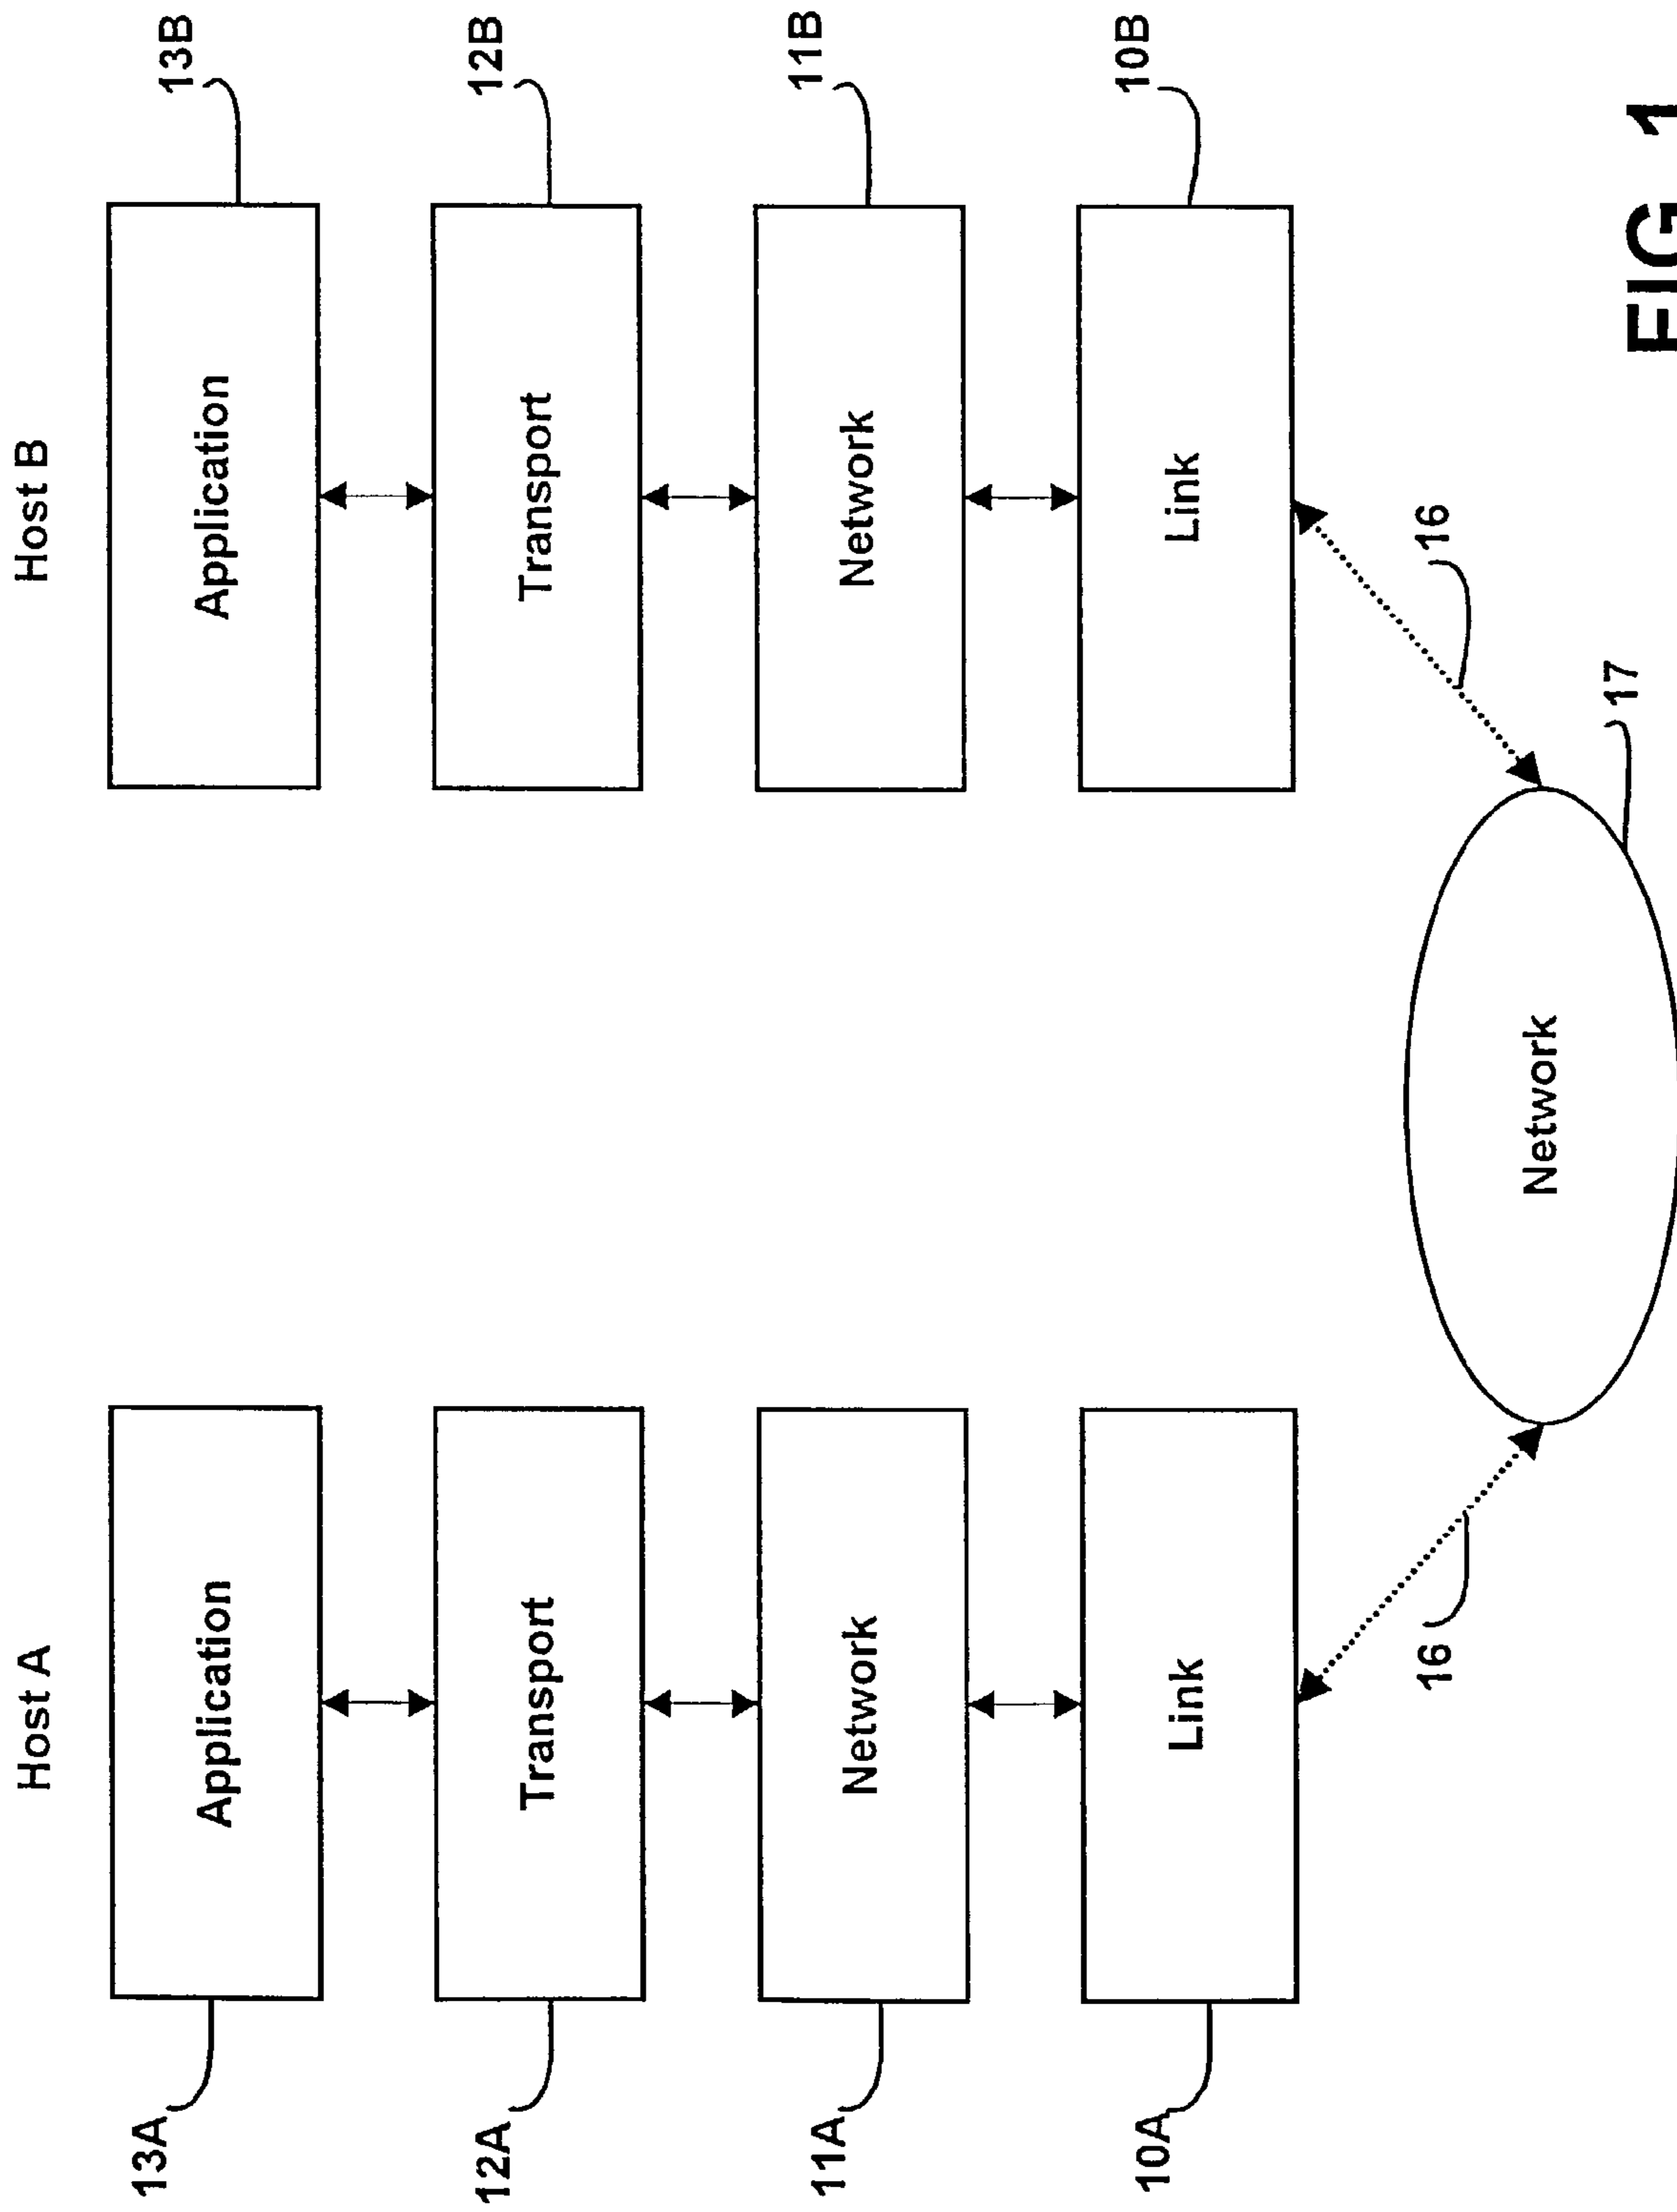 Host A
Host B
13A
Application
Application
13B
12A
Transport
Transport
12B
11A
Network
Network
11B
10A
Link
Link
10B
16
16
Network
17
FIG 1